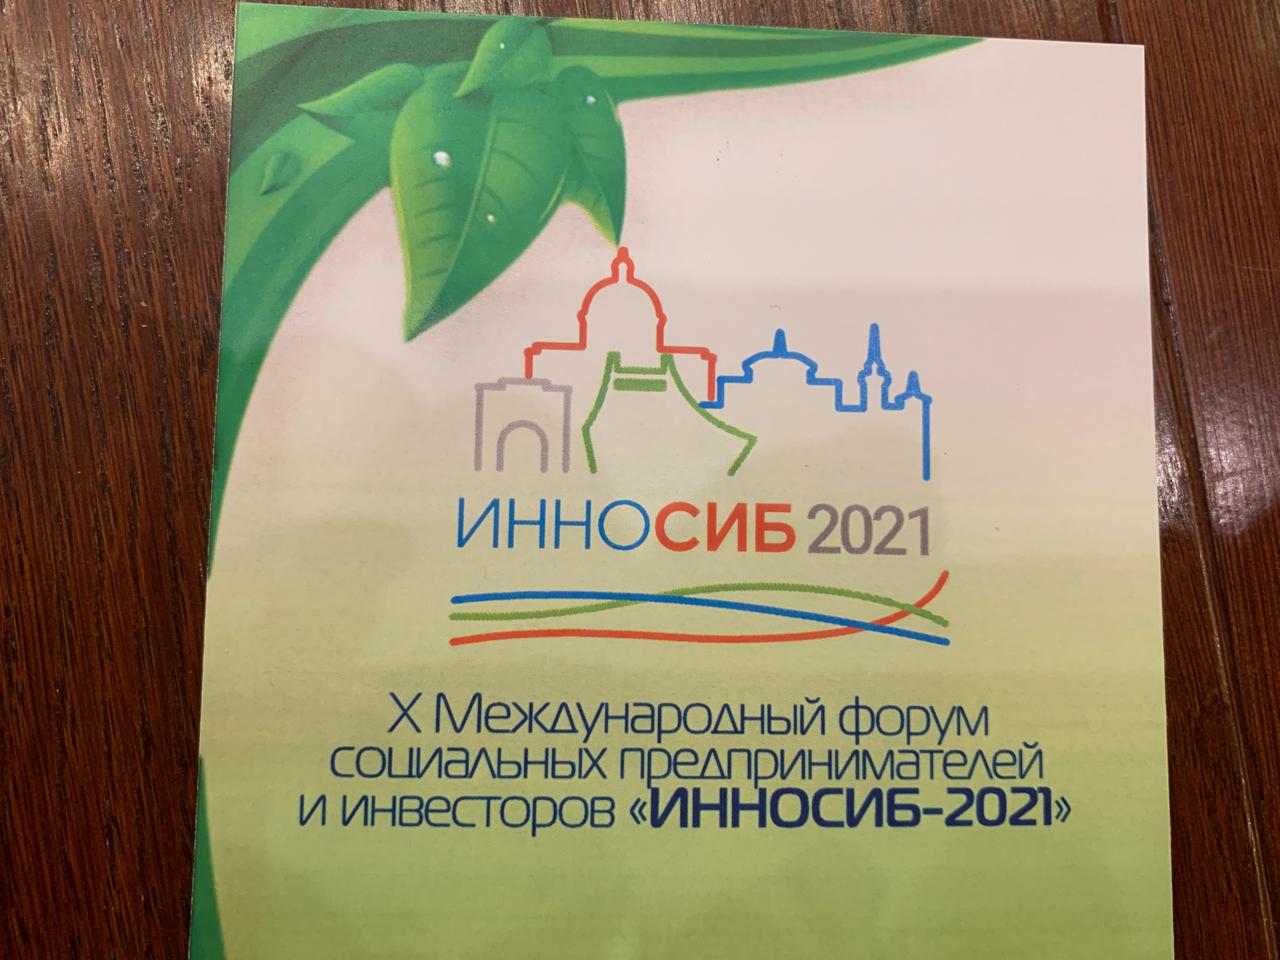 ИННОСИБ 2021
X Международный форум
социальных предпринимателей
и инвесторов «ИННОСИБ-2021»